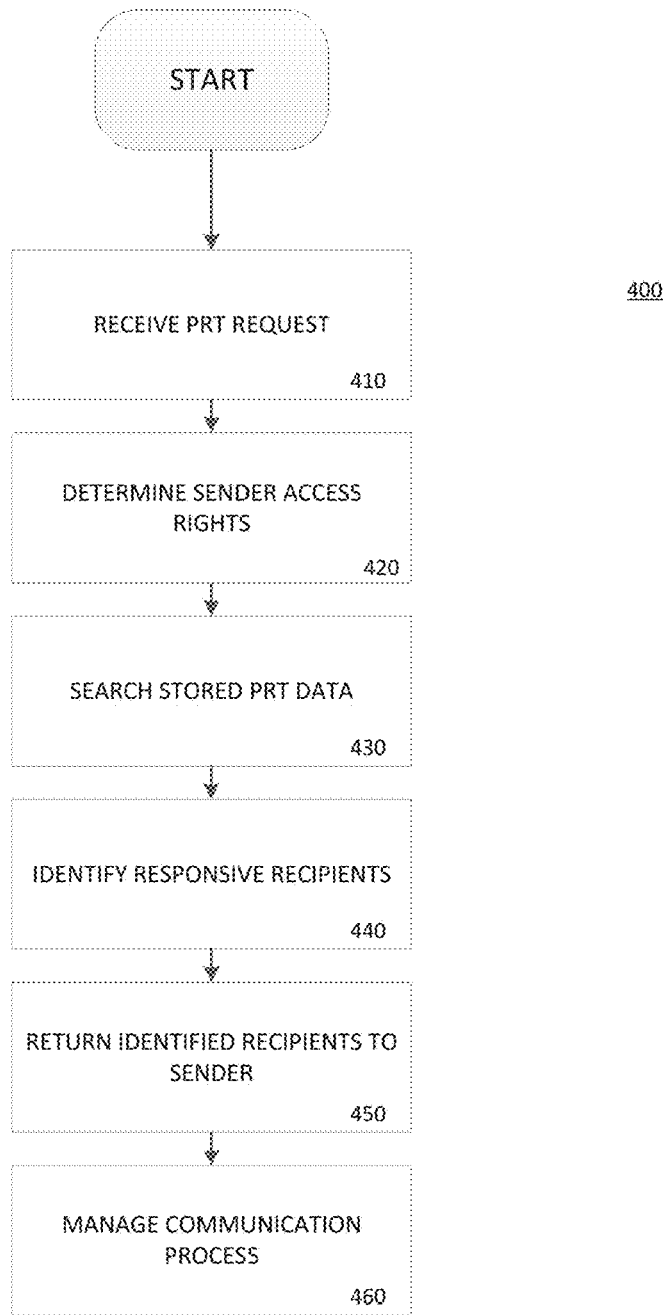 START
400
RECEIVE PRT REQUEST
410
DETERMINE SENDER ACCESS
RIGHTS
420
SEARCH STORED PRT DATA
430
IDENTIFY RESPONSIVE RECIPIENTS
440
RETURN IDENTIFIED RECIPIENTS TO
SENDER
450
MANAGE COMMUNICATION
PROCESS
460